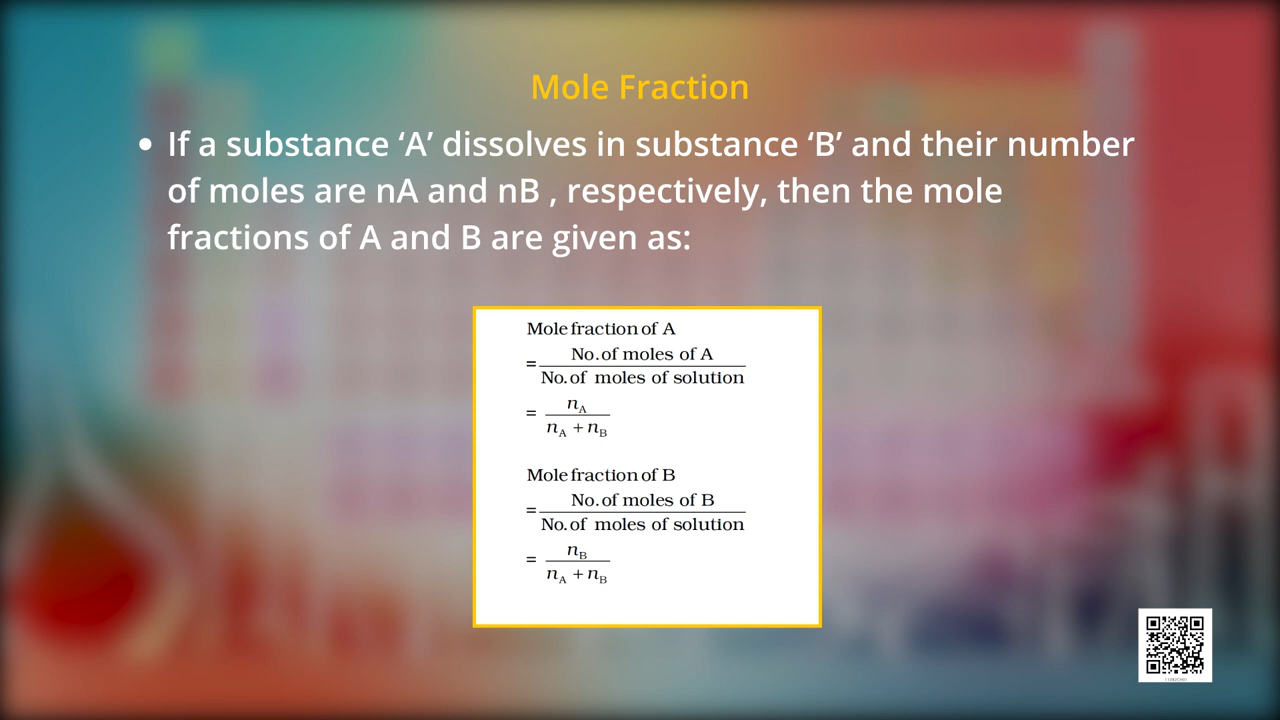 Mole Fraction
• If a substance ‘A’ dissolves in substance ‘B’ and their number
of moles are nA and nB , respectively, then the mole
fractions of A and B are given as:
Mole fraction of A
= No. of moles of A / No. of moles of solution
= nA / nA + nB
Mole fraction of B
= No. of moles of B / No. of moles of solution
= nB / nA + nB